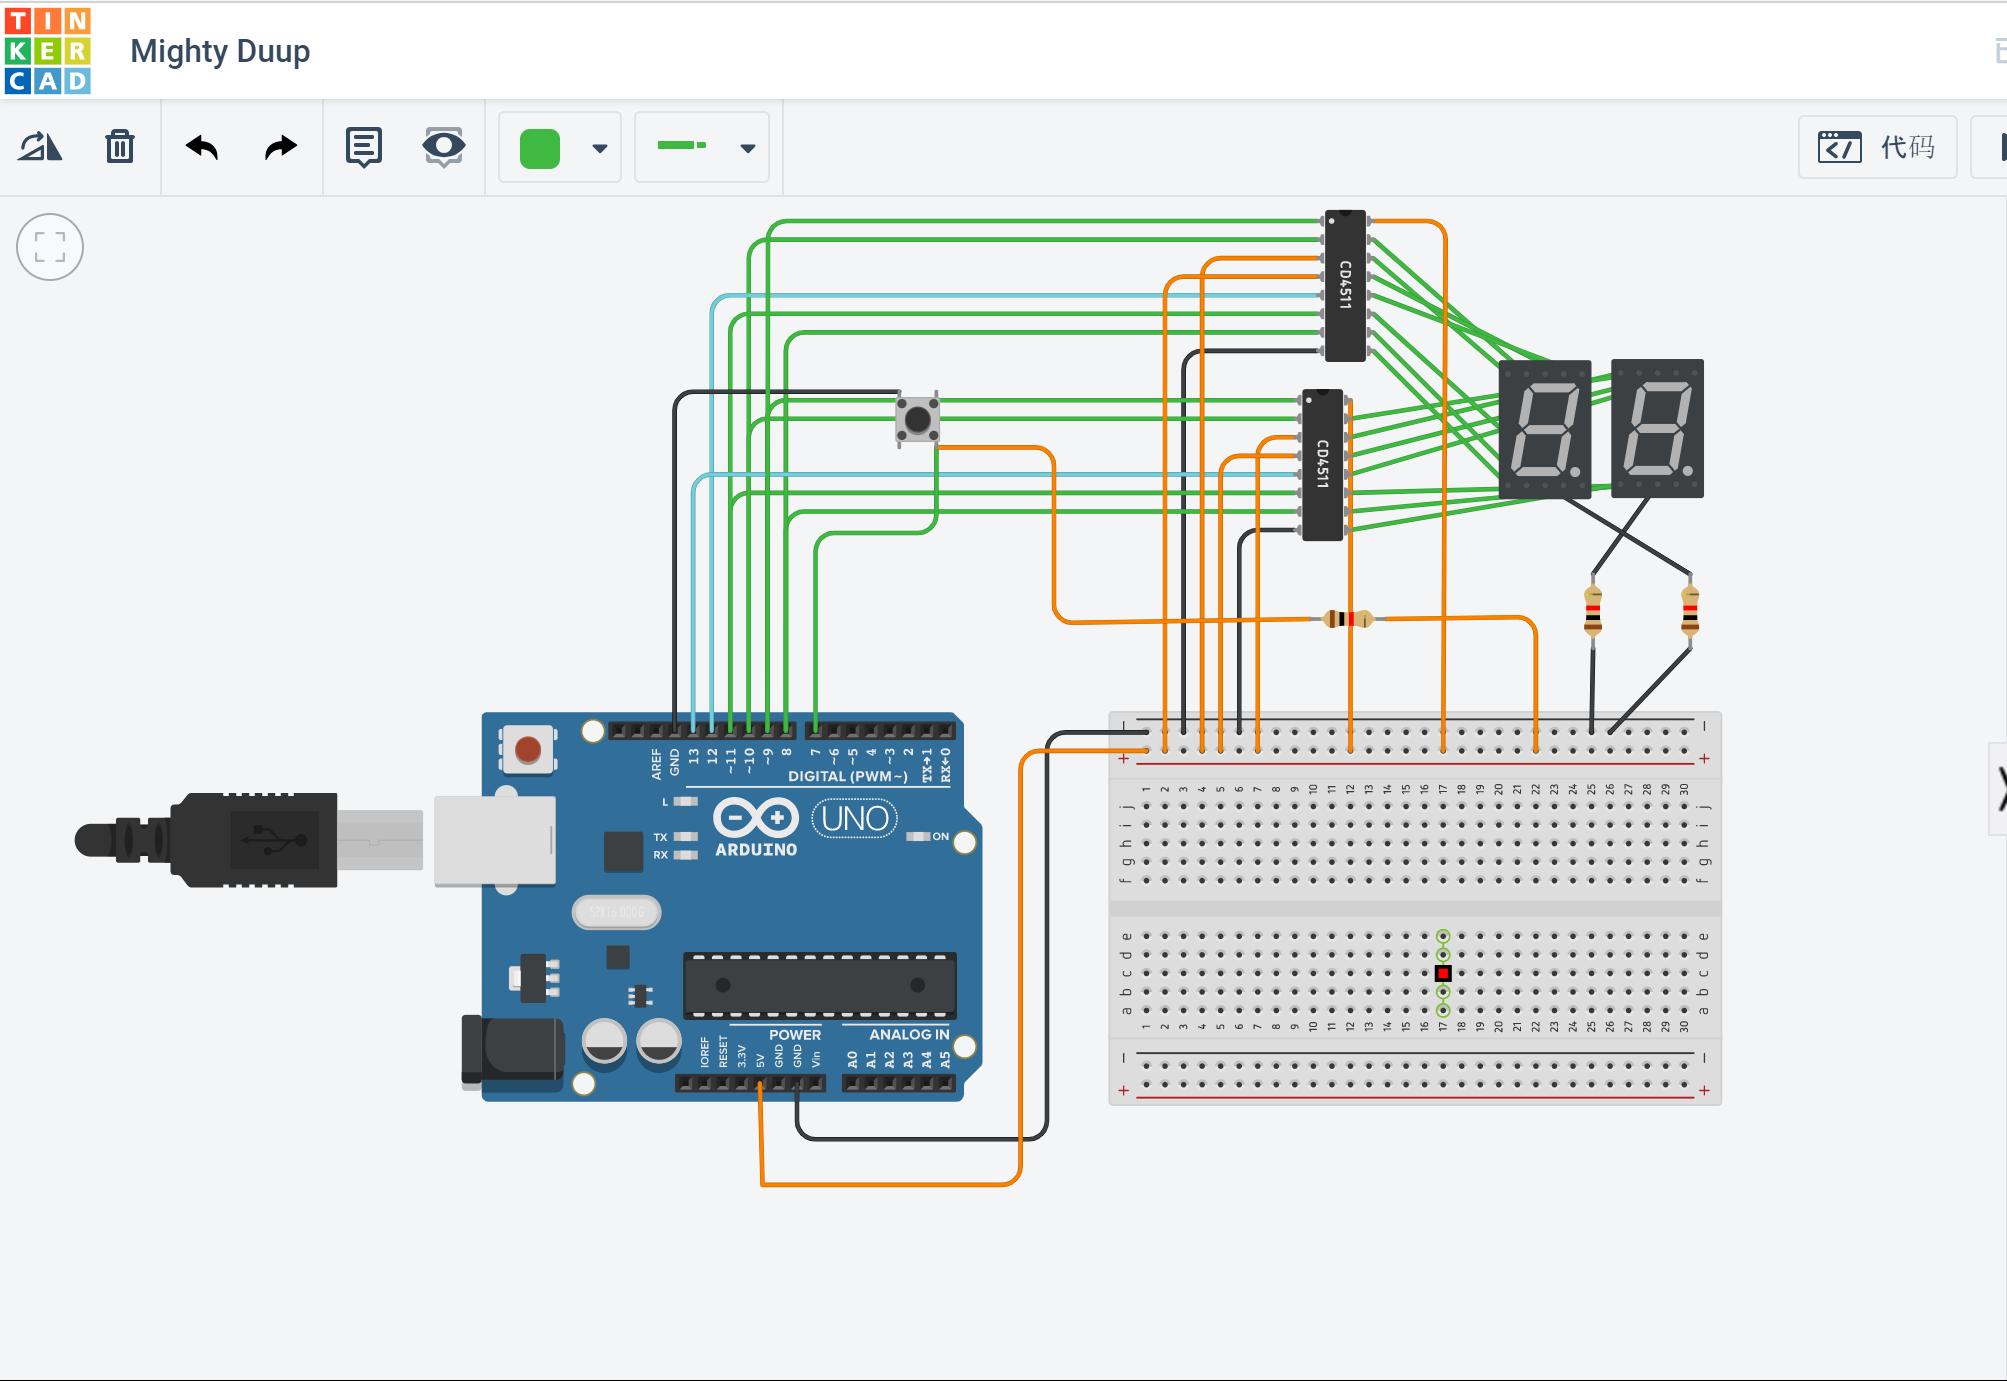 TINKERCAD
Mighty Duup
代码
CD4511
CD4511
AREF
GND
13
12
~11
~10
~9
8
7
~6
~5
4
~3
2
TX→1
RX←0
DIGITAL (PWM~)
L
TX
RX
ARDUINO
UNO
ON
SPK16.000G
POWER
ANALOG IN
IOREF
RESET
3.3V
5V
GND
GND
Vin
A0
A1
A2
A3
A4
A5
− −
+ +
1 2 3 4 5 6 7 8 9 10 11 12 13 14 15 16 17 18 19 20 21 22 23 24 25 26 27 28 29 30
j j
i i
h h
g g
f f
e e
d d
c c
b b
a a
1 2 3 4 5 6 7 8 9 10 11 12 13 14 15 16 17 18 19 20 21 22 23 24 25 26 27 28 29 30
− −
+ +